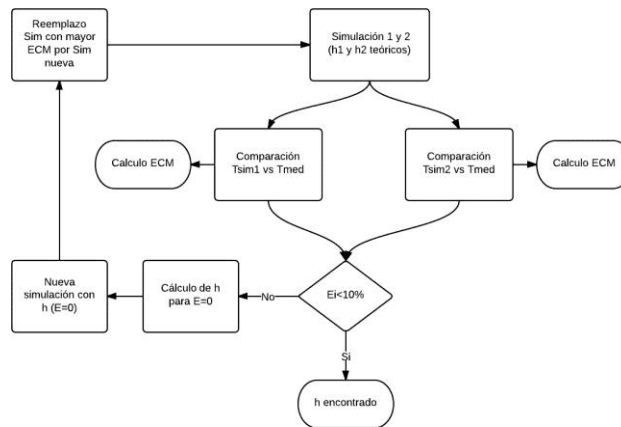 Reemplazo
Sim con mayor
ECM por Sim
nueva
Simulación 1 y 2
(h1 y h2 teóricos)
Calculo ECM
Comparación
Tsim1 vs Tmed
Comparación
Tsim2 vs Tmed
Calculo ECM
Nueva
simulación con
h (E=0)
Cálculo de h
para E=0
No
Ei<10%
Si
h encontrado